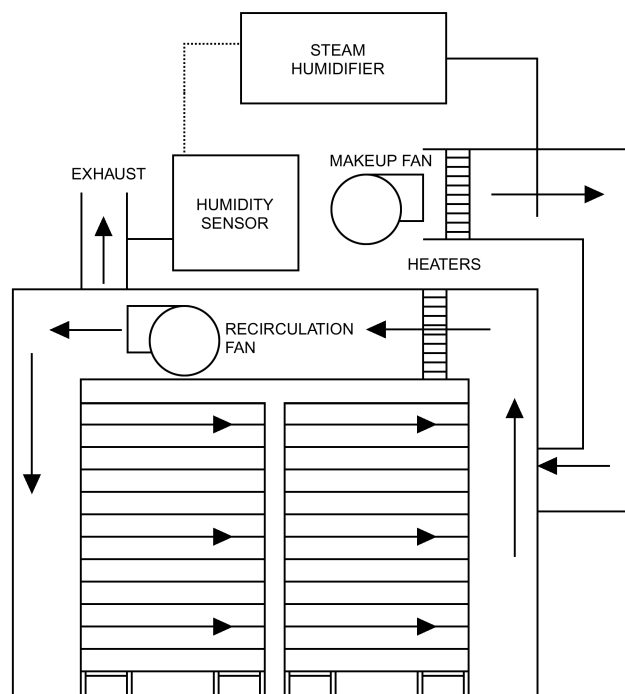 STEAM
HUMIDIFIER
EXHAUST
HUMIDITY
SENSOR
MAKEUP FAN
HEATERS
RECIRCULATION
FAN